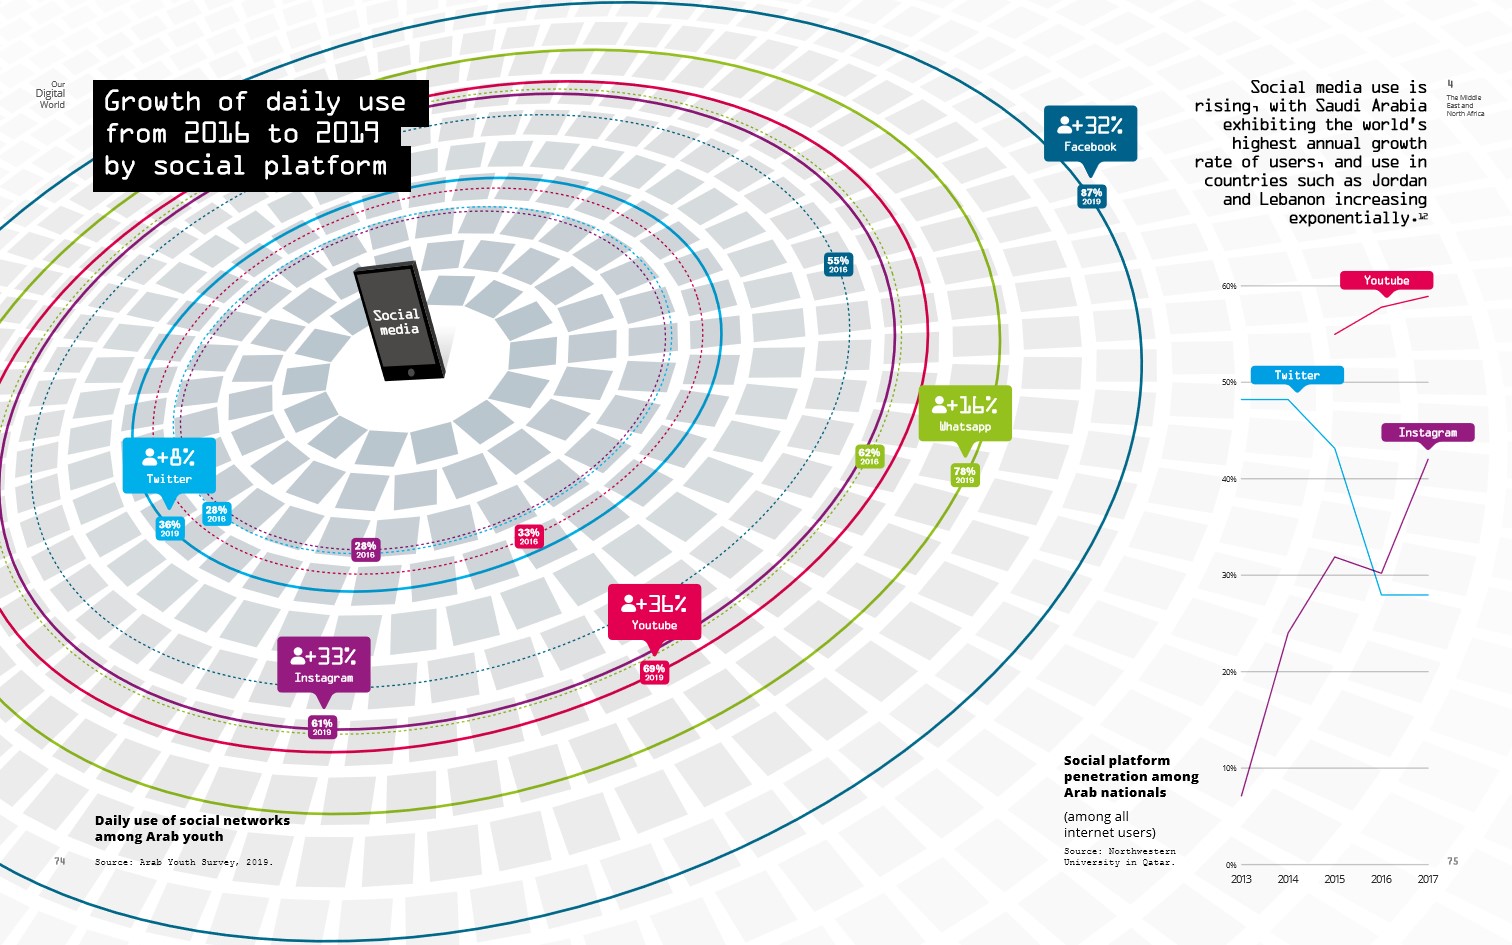 Our
Digital
World
Growth of daily use
from 2016 to 2019
by social platform
Social
media
+32%
Facebook
87%
2019
55%
2016
+16%
Whatsapp
78%
2019
62%
2016
+8%
Twitter
36%
2019
28%
2016
28%
2016
33%
2016
+36%
Youtube
69%
2019
+33%
Instagram
61%
2019
Daily use of social networks
among Arab youth
Source: Arab Youth Survey, 2019.
74
Social media use is
rising, with Saudi Arabia
exhibiting the world's
highest annual growth
rate of users, and use in
countries such as Jordan
and Lebanon increasing
exponentially.12
4
The Middle
East and
North Africa
60%
Youtube
50%
Twitter
Instagram
40%
30%
20%
10%
0%
2013 2014 2015 2016 2017
Social platform
penetration among
Arab nationals
(among all
internet users)
Source: Northwestern
University in Qatar.
75